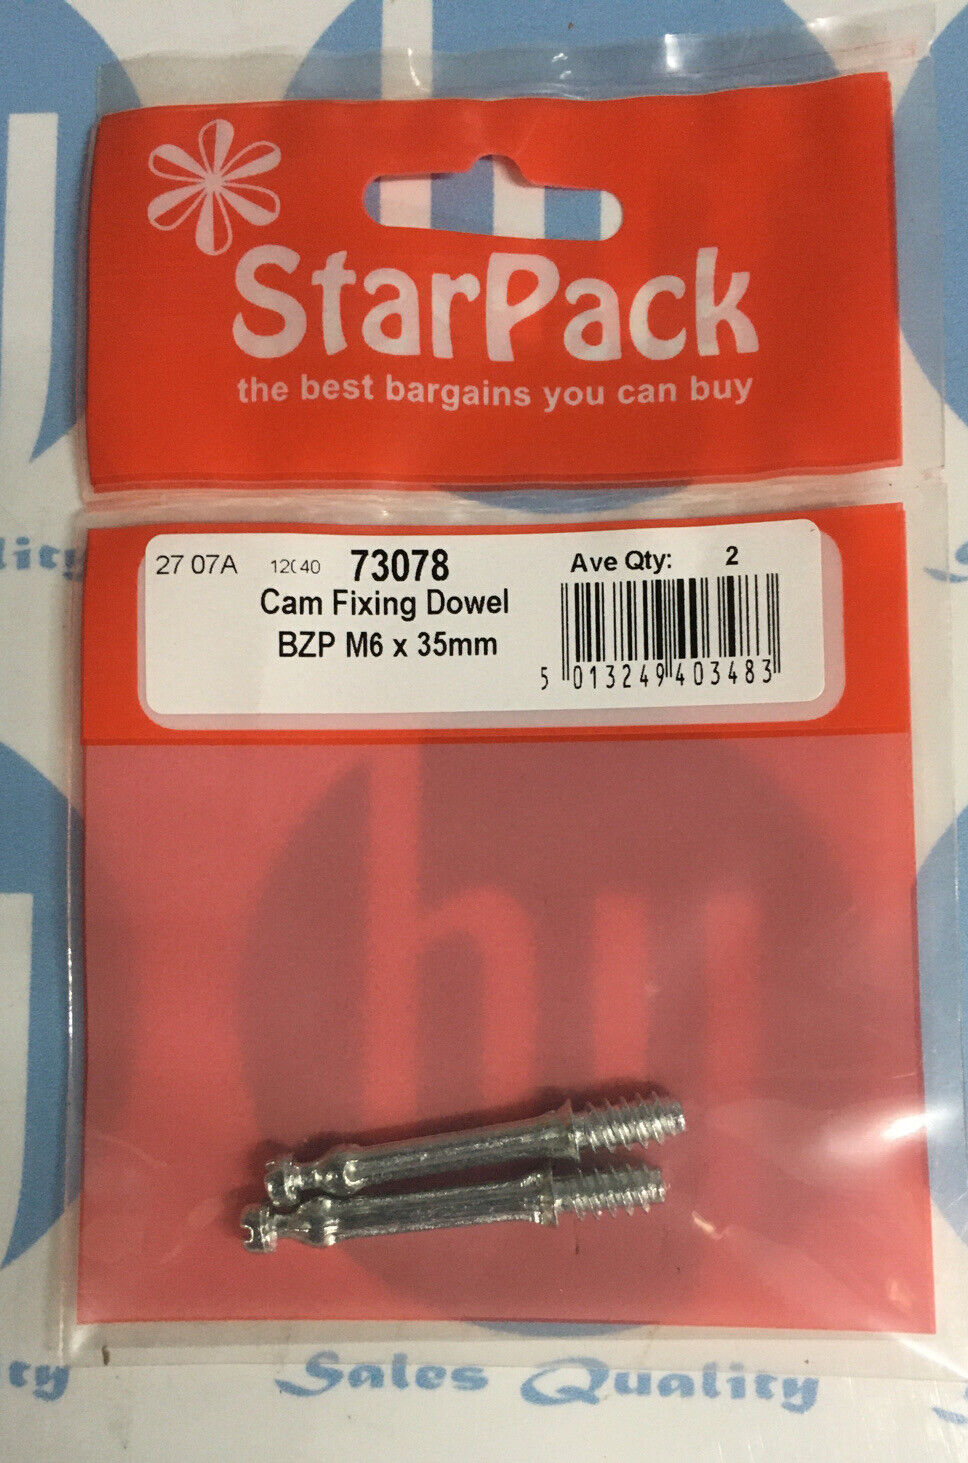 StarPack
the best bargains you can buy
27 07A 73078 Ave Qty: 2
Cam Fixing Dowel
BZP M6 x 35mm
5 013249 403483
hm
Sales Quality